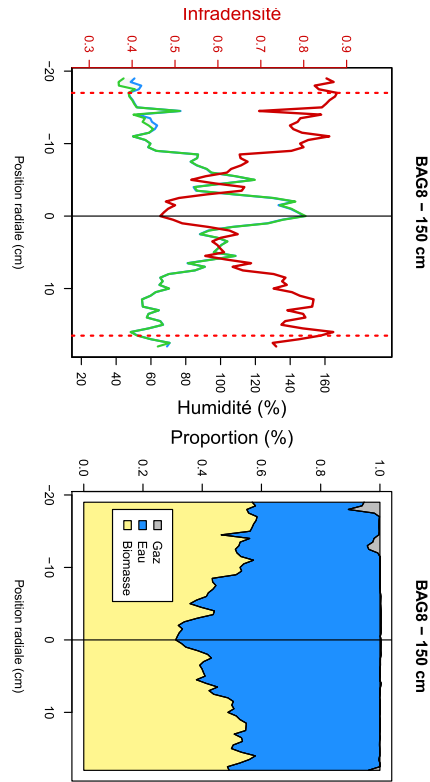 Intradensité
0.3 0.4 0.5 0.6 0.7 0.8 0.9
BAG8 − 150 cm
−20 −10 0 10
Position radiale (cm)
20 40 60 80 100 120 140 160
Humidité (%)
Proportion (%)
0.0 0.2 0.4 0.6 0.8 1.0
BAG8 − 150 cm
−20 −10 0 10
Position radiale (cm)
Gaz
Eau
Biomasse